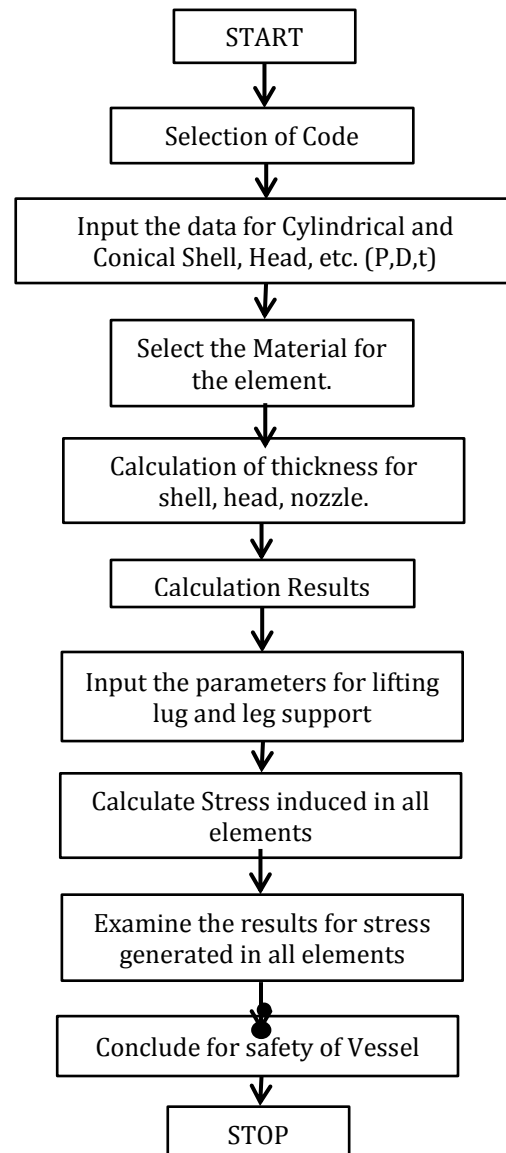 START
Selection of Code
Input the data for Cylindrical and
Conical Shell, Head, etc. (P,D,t)
Select the Material for
the element.
Calculation of thickness for
shell, head, nozzle.
Calculation Results
Input the parameters for lifting
lug and leg support
Calculate Stress induced in all
elements
Examine the results for stress
generated in all elements
Conclude for safety of Vessel
STOP